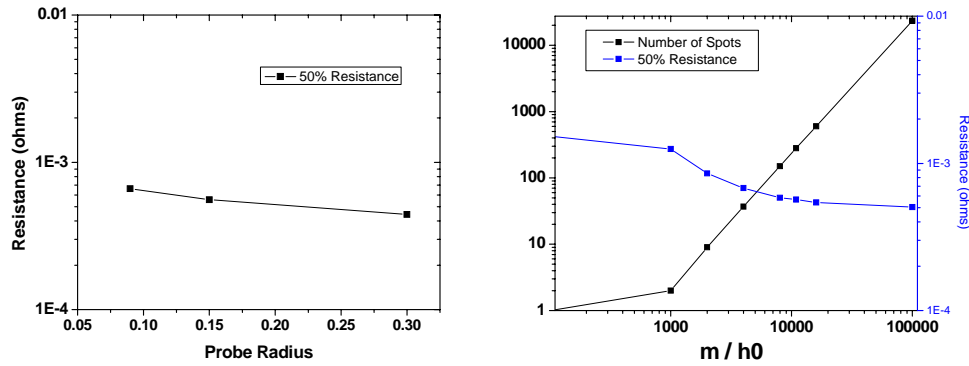 0.01
1E-3
1E-4
Resistance (ohms)
50% Resistance
0.05 0.10 0.15 0.20 0.25 0.30
Probe Radius
10000
1000
100
10
1
Number of Spots
50% Resistance
0.01
1E-3
1E-4
Resistance (ohms)
1000 10000 100000
m / h0